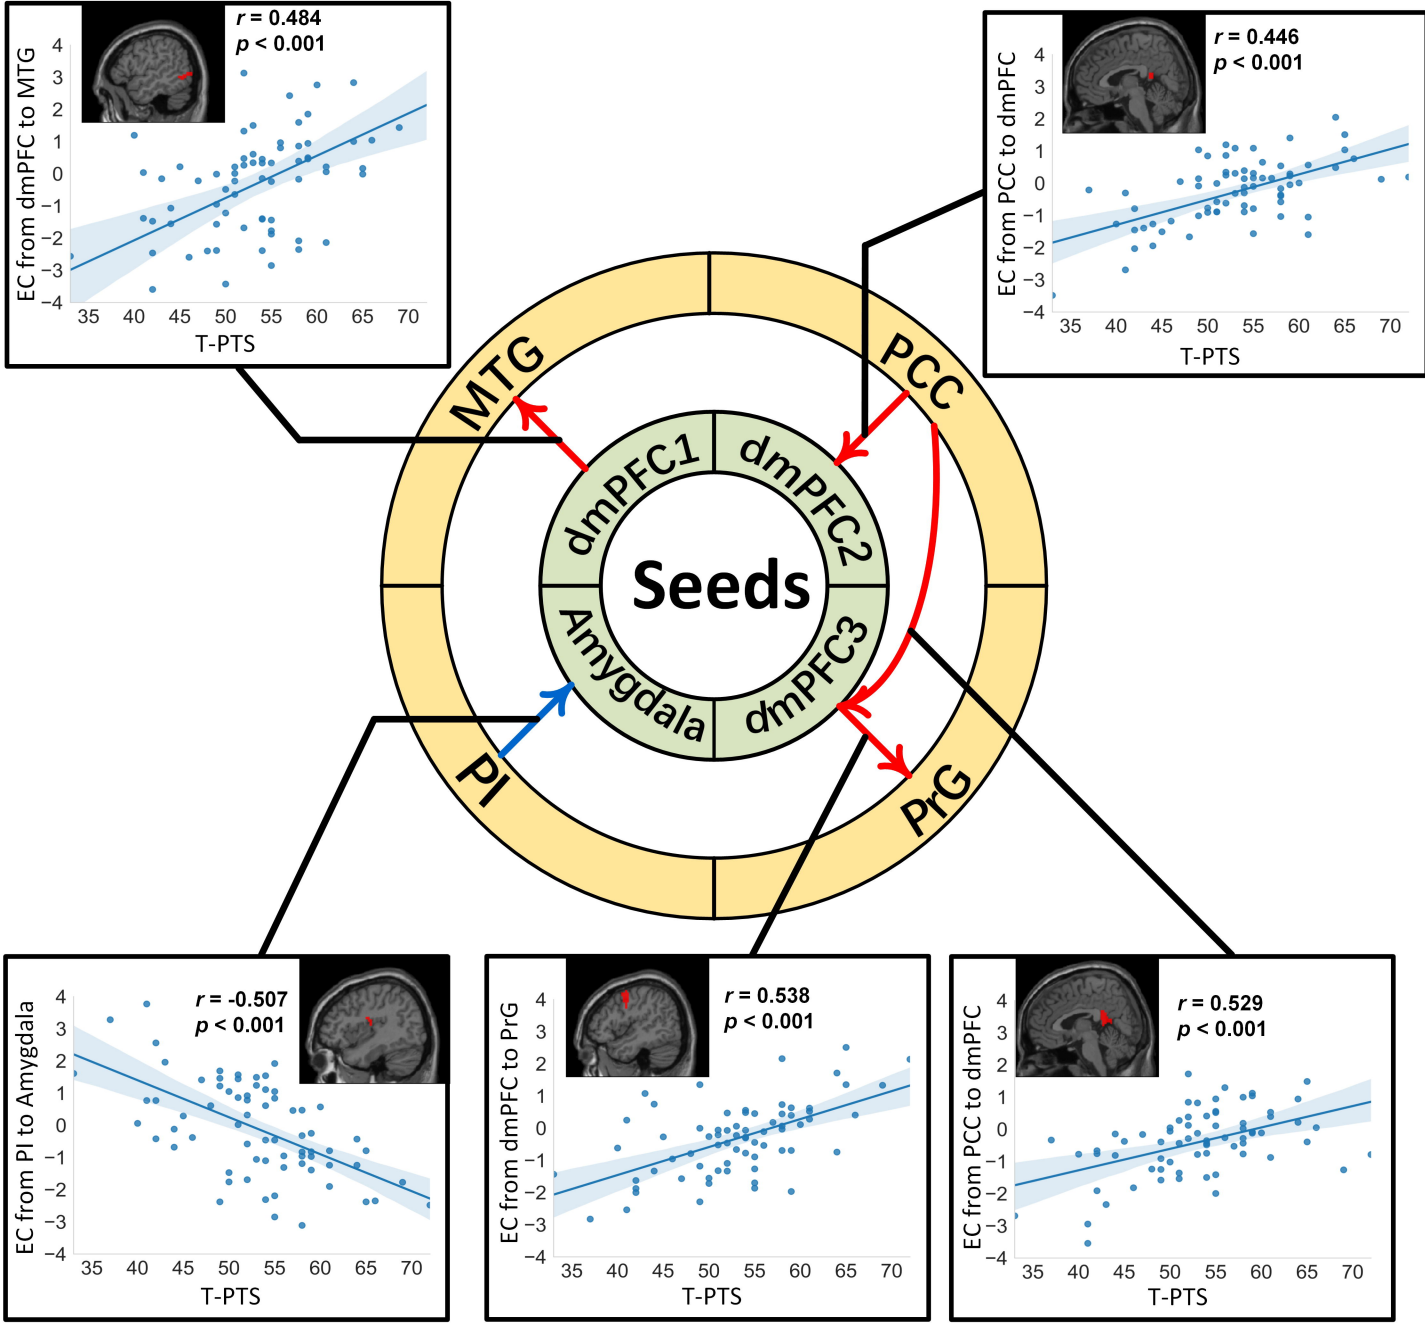 r = 0.484
p < 0.001
EC from dmPFC to MTG
4
3
2
1
0
−1
−2
−3
−4
35 40 45 50 55 60 65 70
T-PTS
r = 0.446
p < 0.001
EC from PCC to dmPFC
4
3
2
1
0
−1
−2
−3
−4
35 40 45 50 55 60 65 70
T-PTS
MTG
PCC
PI
PrG
dmPFC1
dmPFC2
Amygdala
dmPFC3
Seeds
r = -0.507
p < 0.001
EC from PI to Amygdala
4
3
2
1
0
−1
−2
−3
−4
35 40 45 50 55 60 65 70
T-PTS
r = 0.538
p < 0.001
EC from dmPFC to PrG
4
3
2
1
0
−1
−2
−3
−4
35 40 45 50 55 60 65 70
T-PTS
r = 0.529
p < 0.001
EC from PCC to dmPFC
4
3
2
1
0
−1
−2
−3
−4
35 40 45 50 55 60 65 70
T-PTS